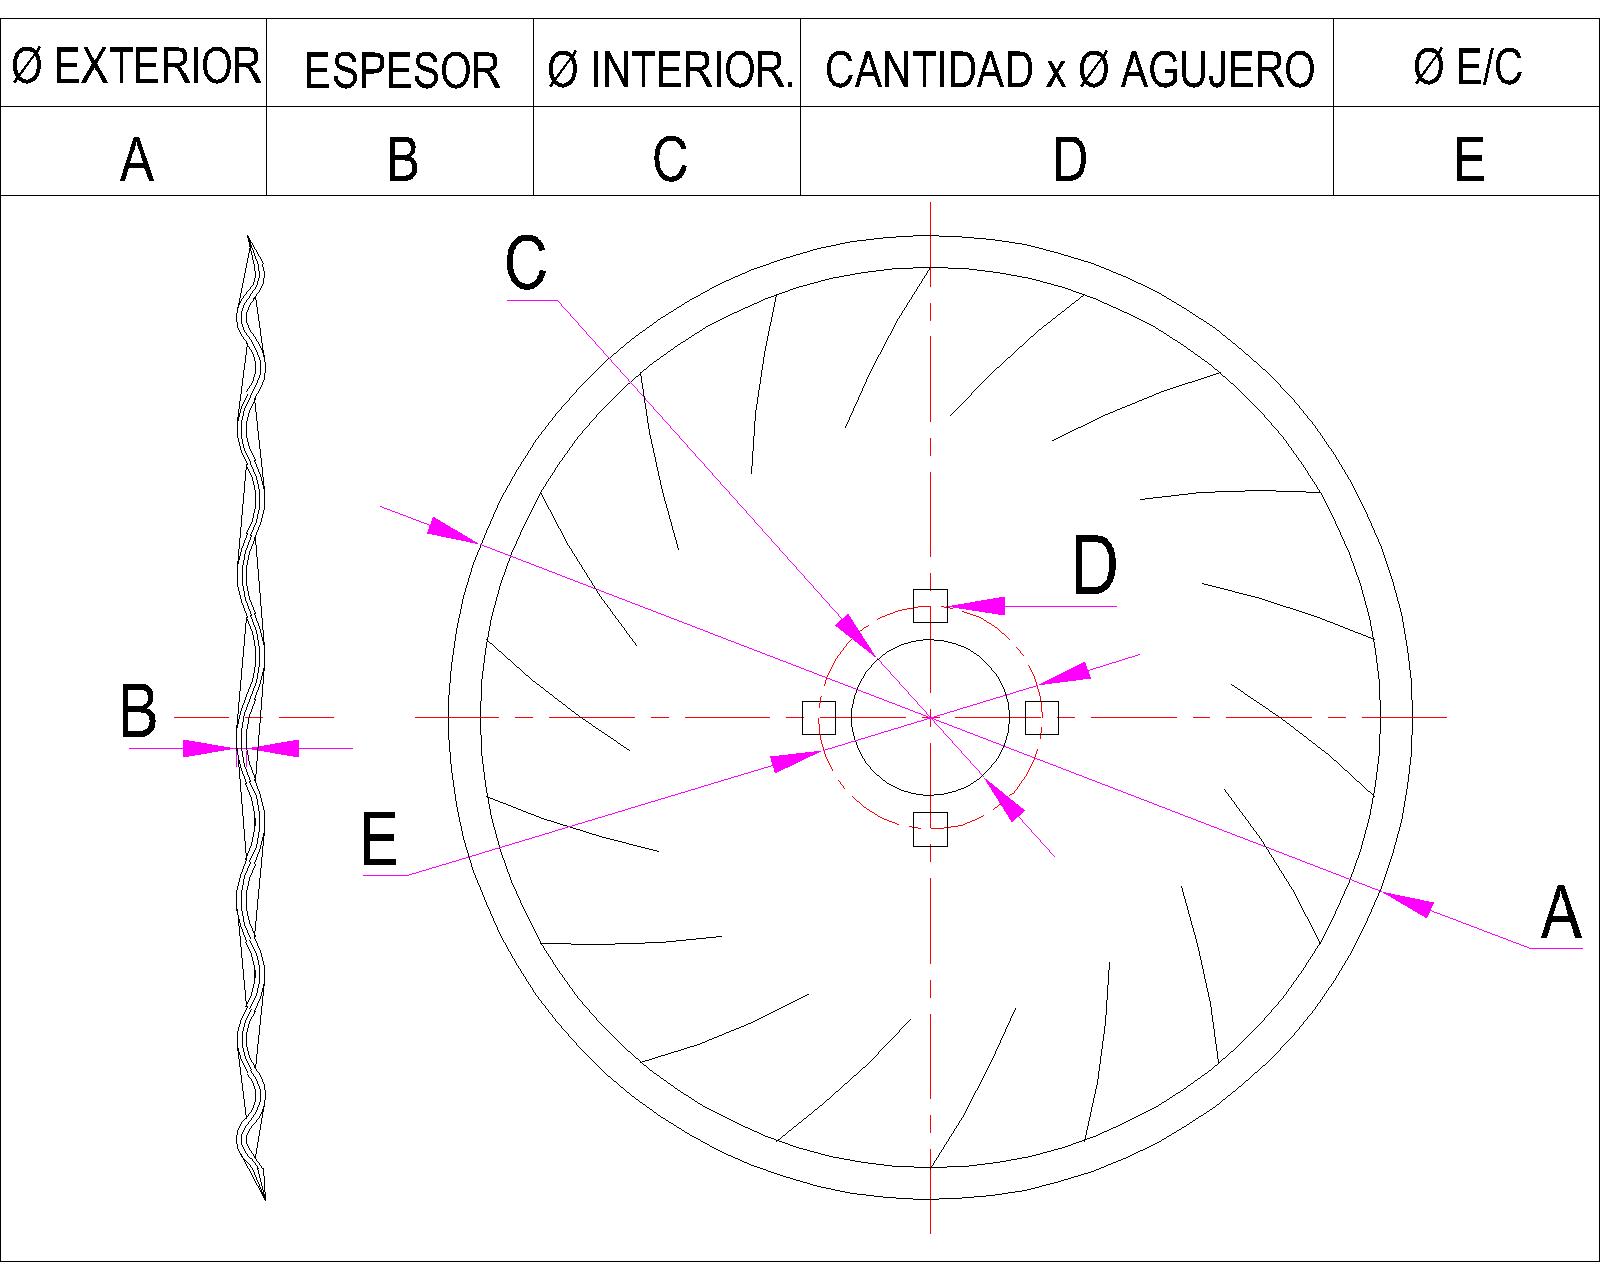 Ø EXTERIOR ESPESOR Ø INTERIOR. CANTIDAD x Ø AGUJERO Ø E/C
A B C D E
C
D
B
E
A